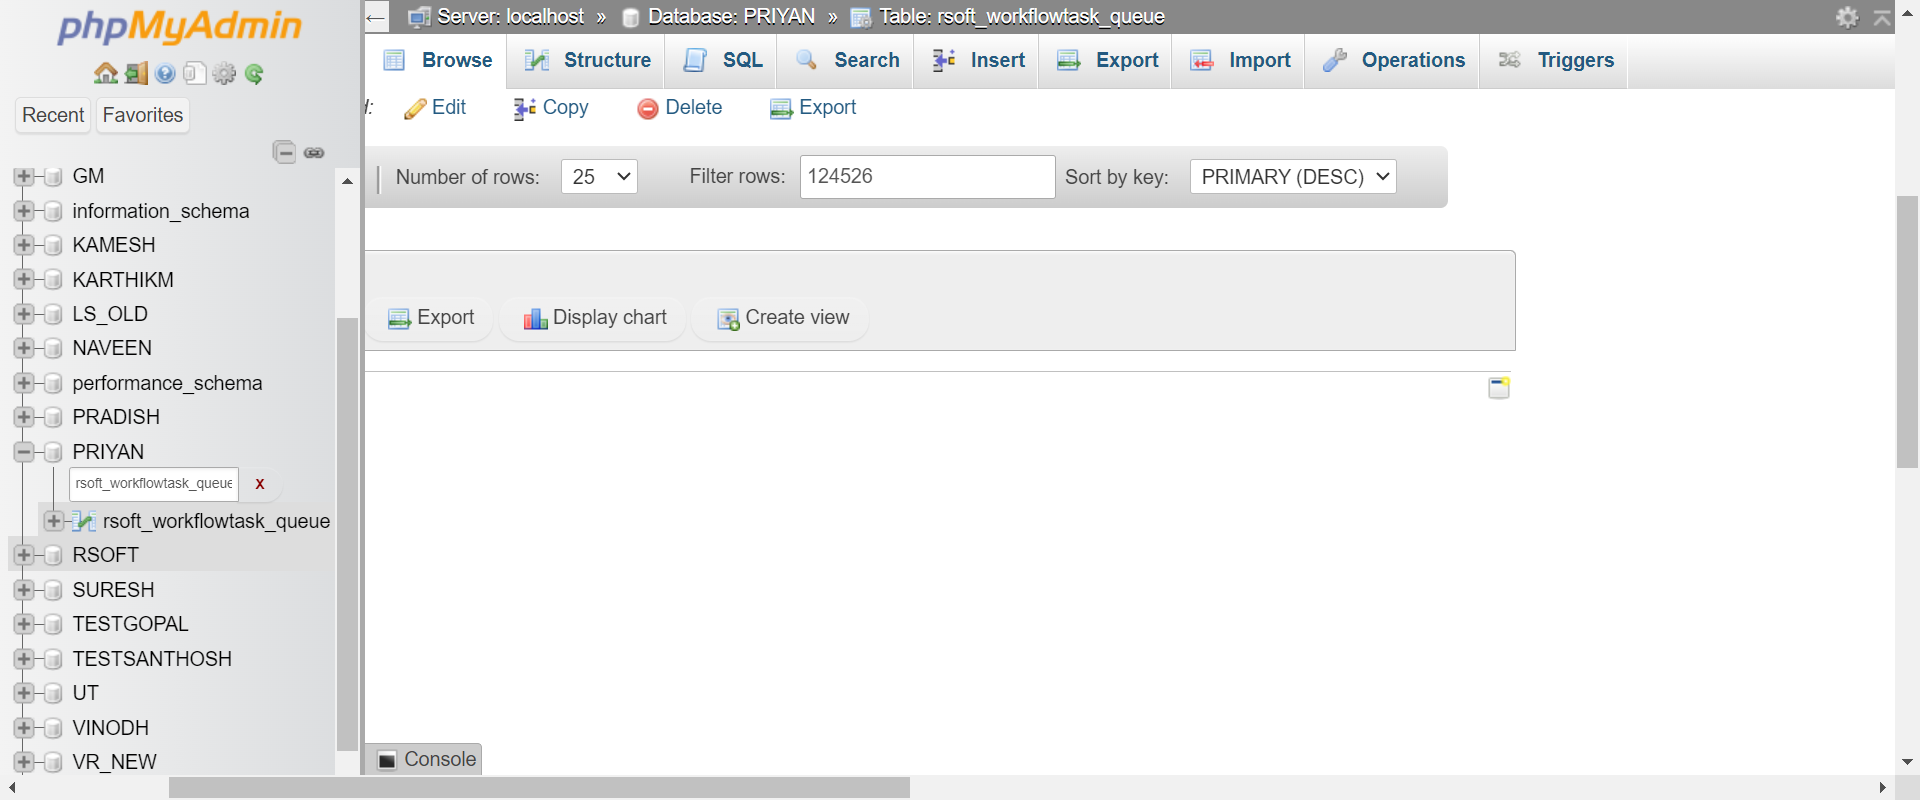 phpMyAdmin
Recent Favorites
GM
information_schema
KAMESH
KARTHIKM
LS_OLD
NAVEEN
performance_schema
PRADISH
PRIYAN
rsoft_workflowtask_queue x
rsoft_workflowtask_queue
RSOFT
SURESH
TESTGOPAL
TESTSANTHOSH
UT
VINODH
VR_NEW
← Server: localhost » Database: PRIYAN » Table: rsoft_workflowtask_queue
Browse Structure SQL Search Insert Export Import Operations Triggers
Edit Copy Delete Export
Number of rows: 25 Filter rows: 124526 Sort by key: PRIMARY (DESC)
Export Display chart Create view
Console